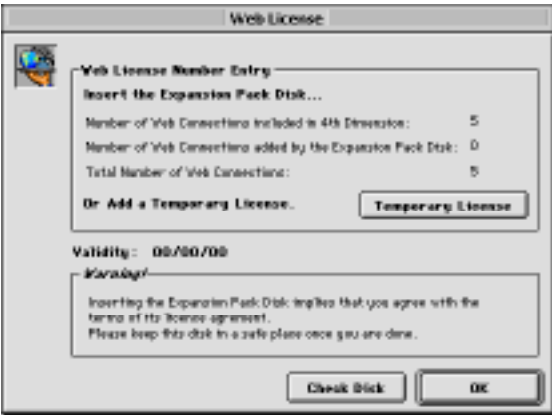 Web License
Web License Number Entry
Insert the Expansion Pack Disk...
Number of Web Connections included in 4th Dimension: 5
Number of Web Connections added by the Expansion Pack Disk: 0
Total Number of Web Connections: 5
Or Add a Temporary License.
Temporary License
Validity: 00/00/00
Warning!
Inserting the Expansion Pack Disk implies that you agree with the
terms of its license agreement.
Please keep this disk in a safe place once you are done.
Check Disk
OK